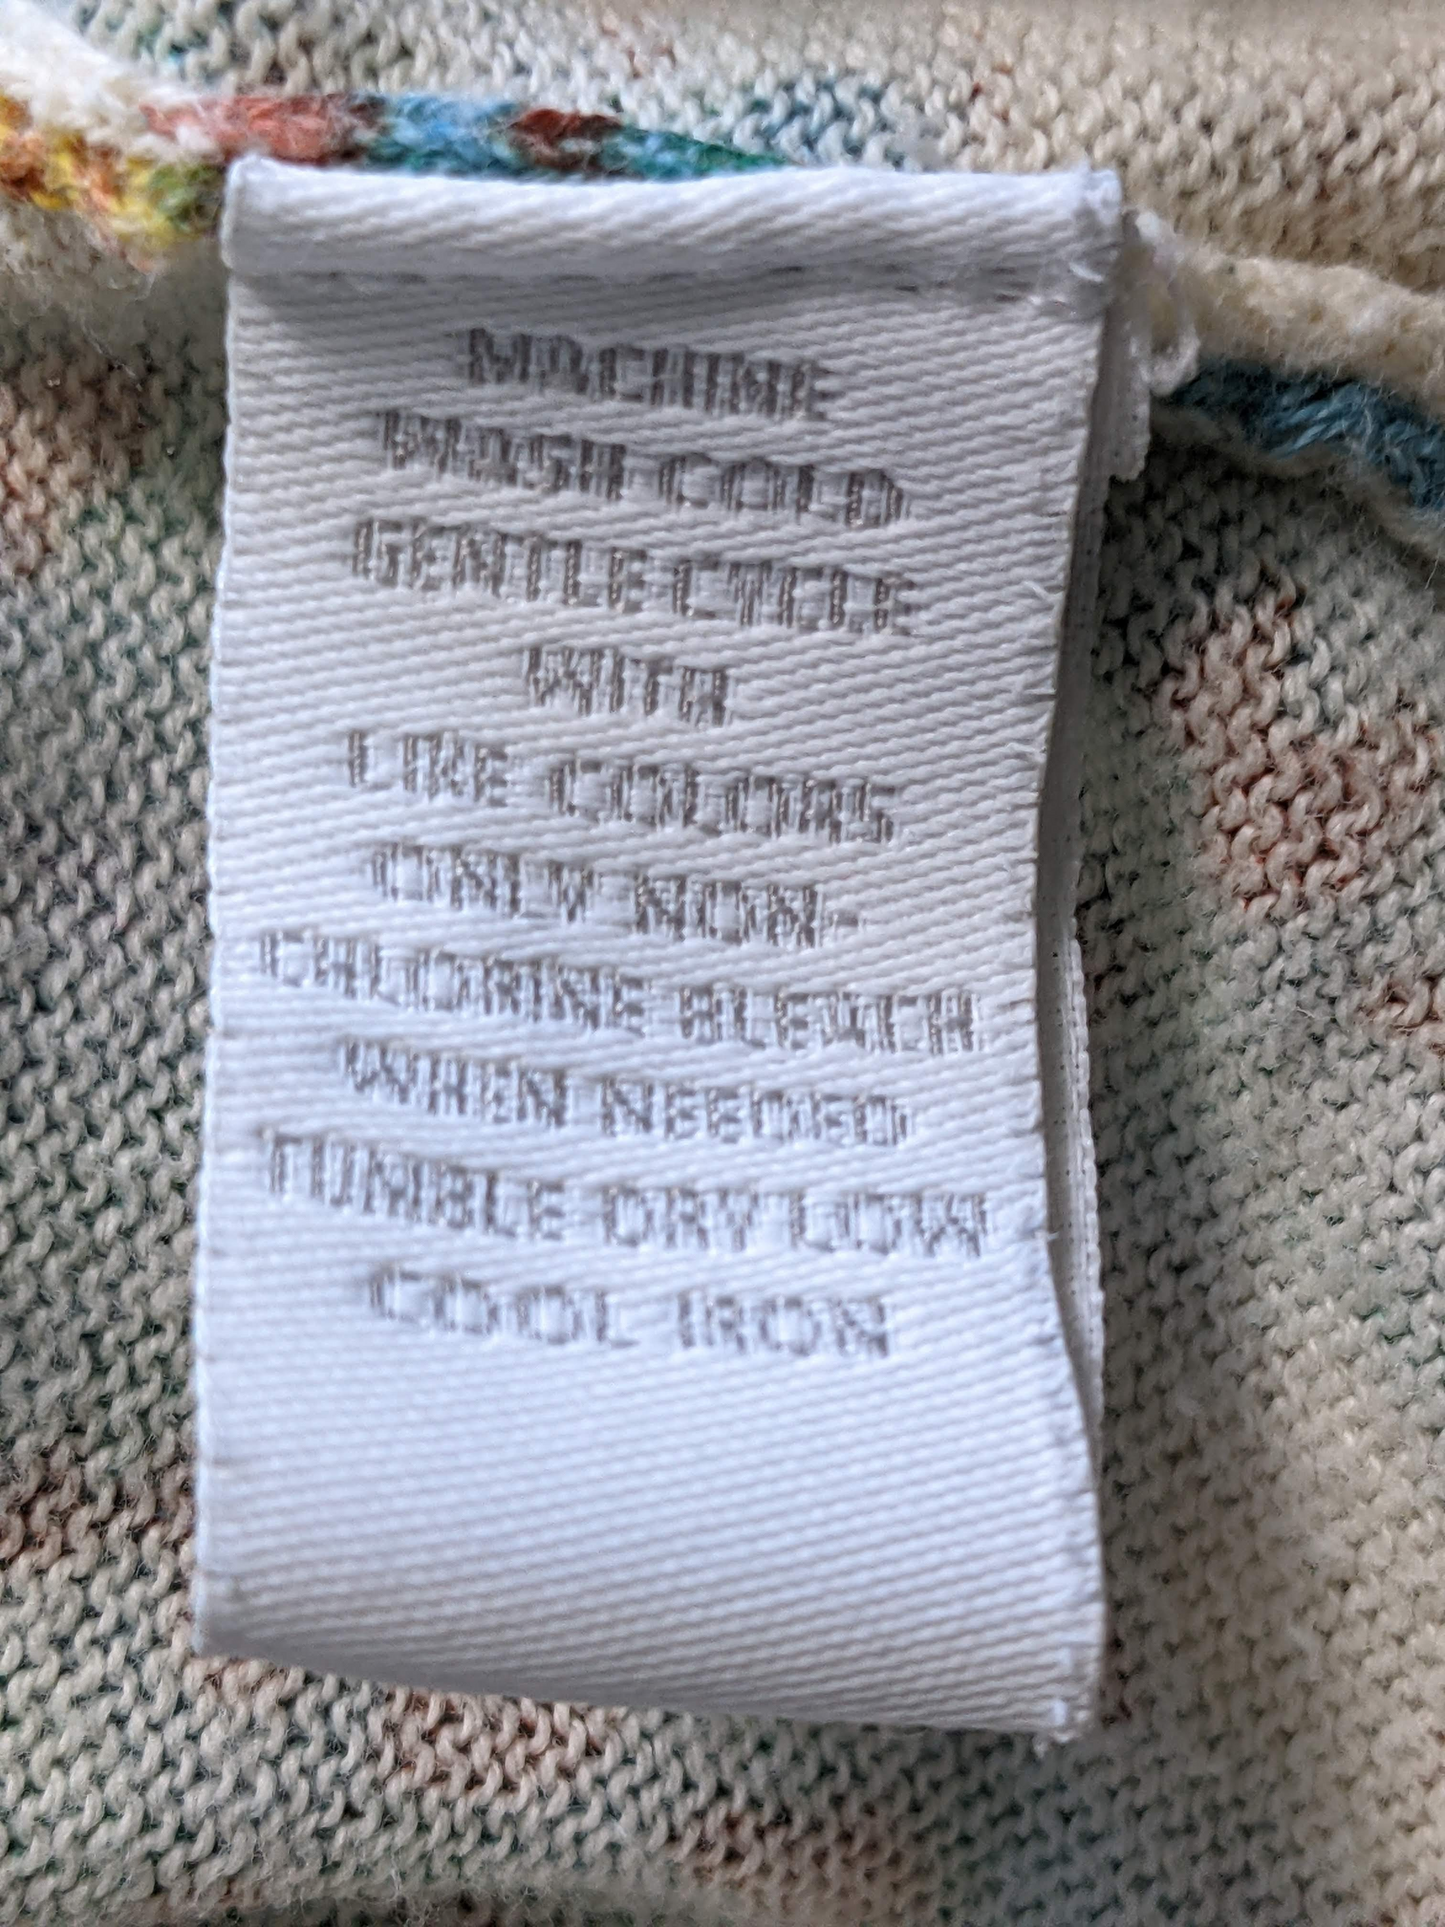 MACHINE
WASH COLD
GENTLE CYCLE
WITH
LIKE COLORS
ONLY NON-
CHLORINE BLEACH
WHEN NEEDED
TUMBLE DRY LOW
COOL IRON